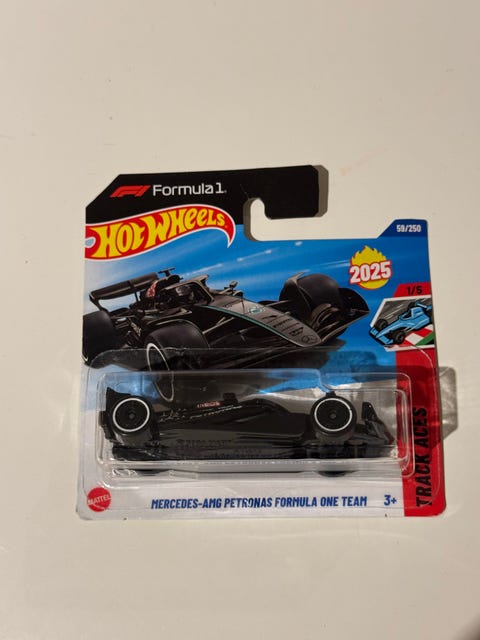 F1 Formula 1
HOT WHEELS
59/250
2025
1/5
INEOS
TRACK ACES
MATTEL
MERCEDES-AMG PETRONAS FORMULA ONE TEAM 3+